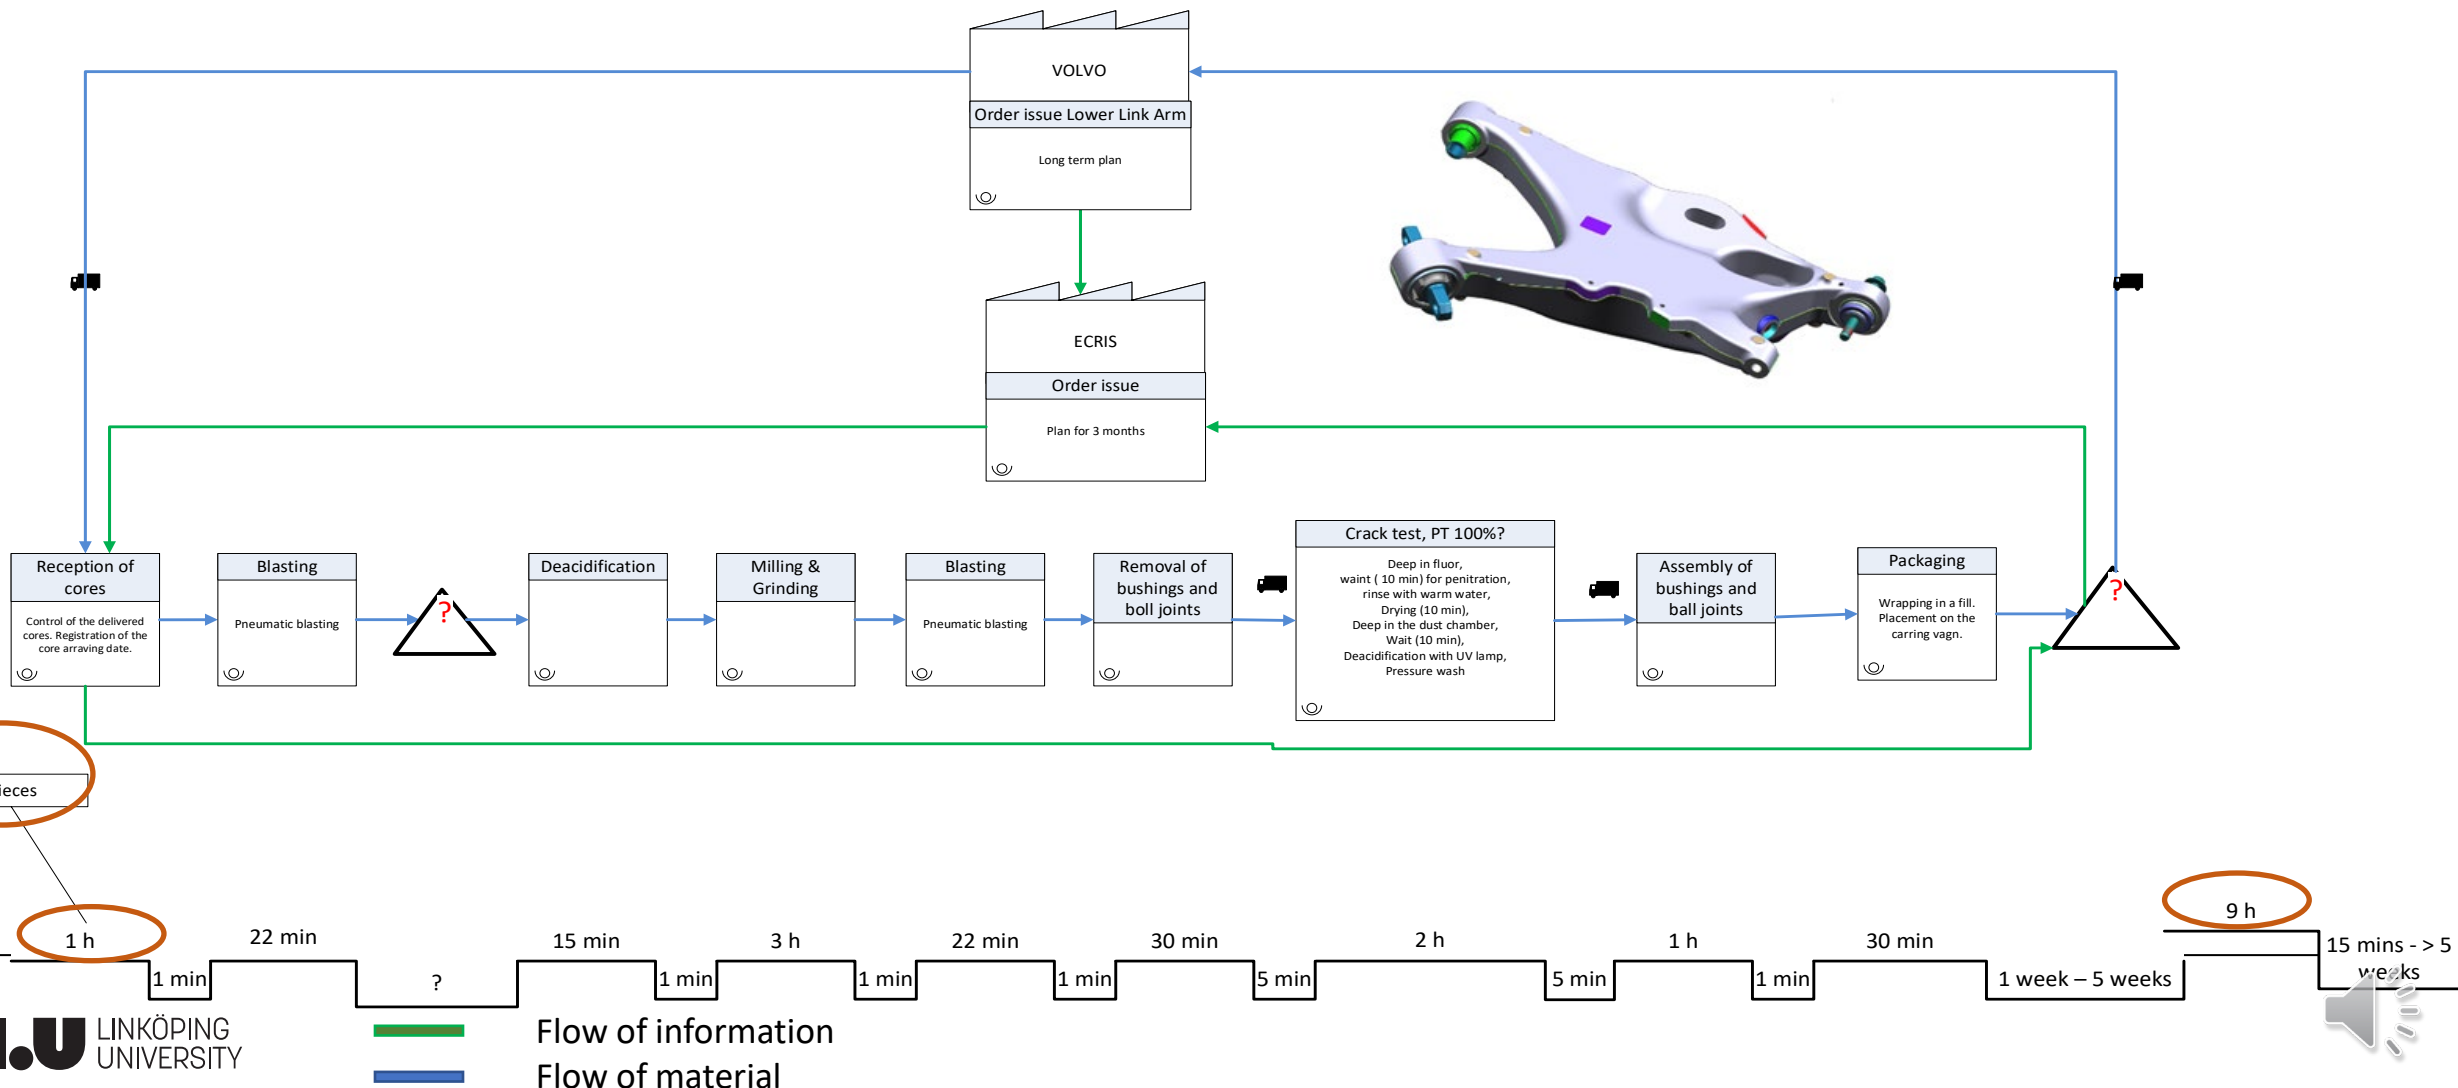 VOLVO
Order issue Lower Link Arm
Long term plan
ECRIS
Order issue
Plan for 3 months
Reception of
cores
Control of the delivered
cores. Registration of the
core arraving date.
Blasting
Pneumatic blasting
?
Deacidification
Milling &
Grinding
Blasting
Pneumatic blasting
Removal of
bushings and
boll joints
Crack test, PT 100%?
Deep in fluor,
waint ( 10 min) for penitration,
rinse with warm water,
Drying (10 min),
Deep in the dust chamber,
Wait (10 min),
Deacidification with UV lamp,
Pressure wash
Assembly of
bushings and
ball joints
Packaging
Wrapping in a fill.
Placement on the
carring vagn.
?
ieces
1 h
1 min
22 min
?
15 min
1 min
3 h
1 min
22 min
1 min
30 min
5 min
2 h
5 min
1 h
1 min
30 min
1 week – 5 weeks
9 h
15 mins - > 5
weeks
LINKÖPING
UNIVERSITY
Flow of information
Flow of material